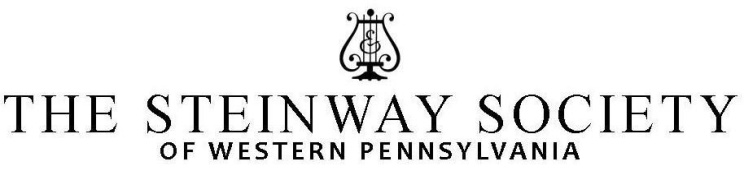 THE STEINWAY SOCIETY
OF WESTERN PENNSYLVANIA